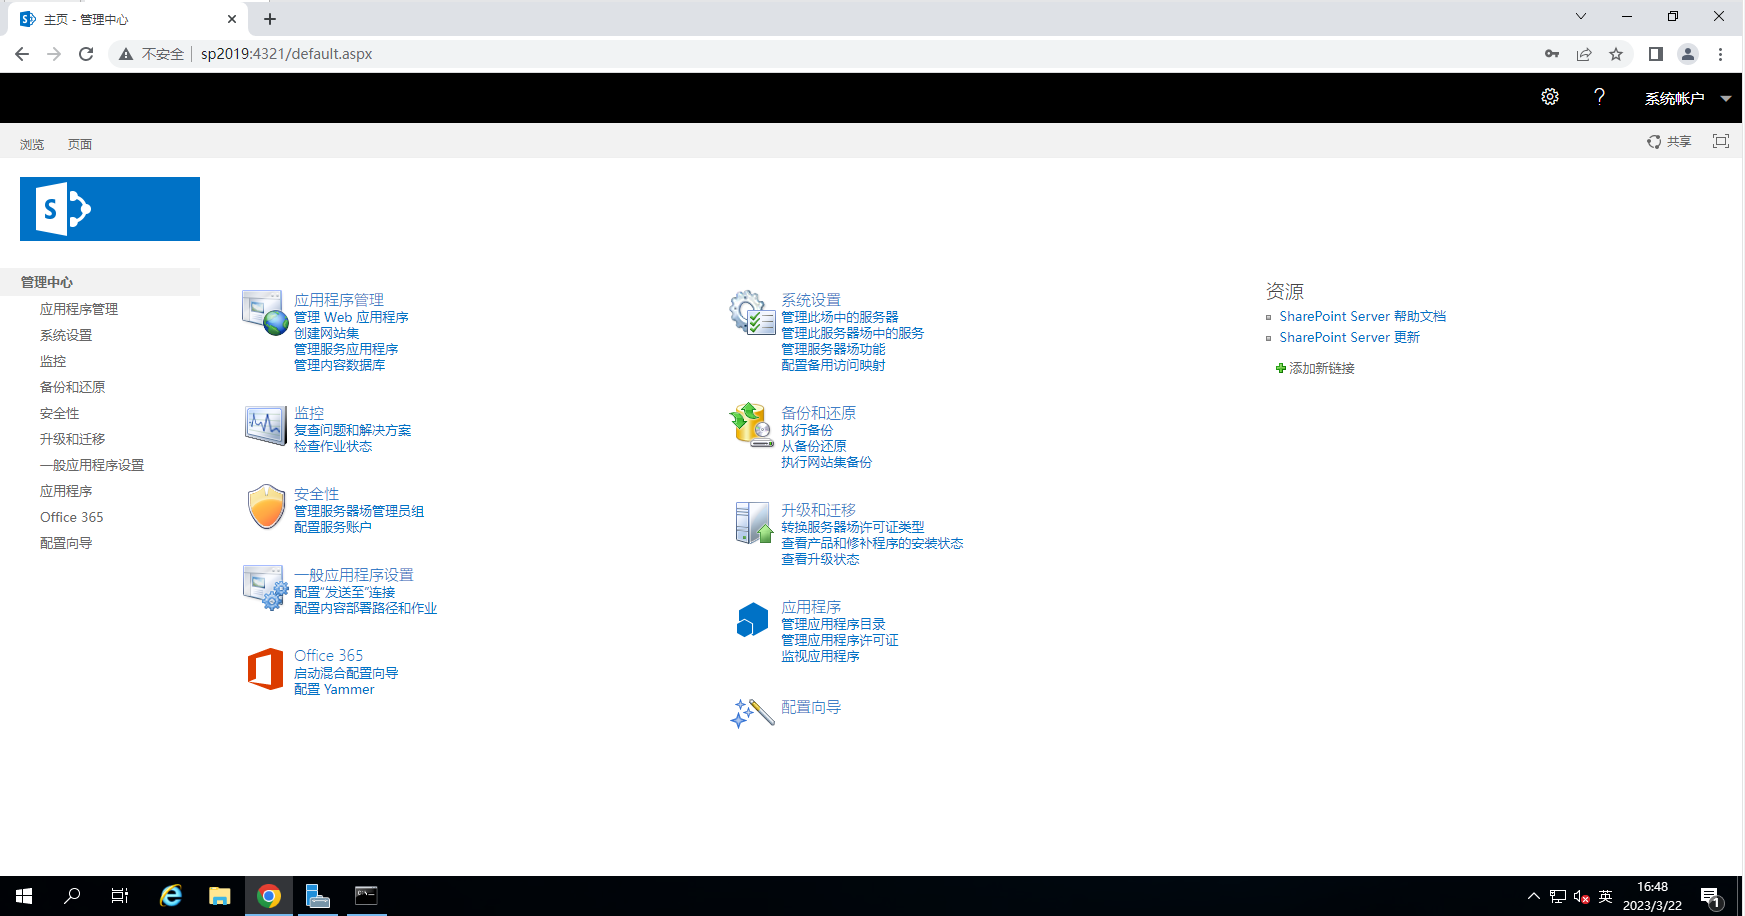 主页 - 管理中心
不安全 sp2019:4321/default.aspx
系统帐户
浏览 页面
共享
S
管理中心
应用程序管理
系统设置
监控
备份和还原
安全性
升级和迁移
一般应用程序设置
应用程序
Office 365
配置向导
应用程序管理
管理 Web 应用程序
创建网站集
管理服务应用程序
管理内容数据库
监控
复查问题和解决方案
检查作业状态
安全性
管理服务器场管理员组
配置服务账户
一般应用程序设置
配置“发送至”连接
配置内容部署路径和作业
Office 365
启动混合配置向导
配置 Yammer
系统设置
管理此场中的服务器
管理此服务器场中的服务
管理服务器场功能
配置备用访问映射
备份和还原
执行备份
从备份还原
执行网站集备份
升级和迁移
转换服务器场许可证类型
查看产品和修补程序的安装状态
查看升级状态
应用程序
管理应用程序目录
管理应用程序许可证
监视应用程序
配置向导
资源
SharePoint Server 帮助文档
SharePoint Server 更新
添加新链接
英
16:48
2023/3/22
1